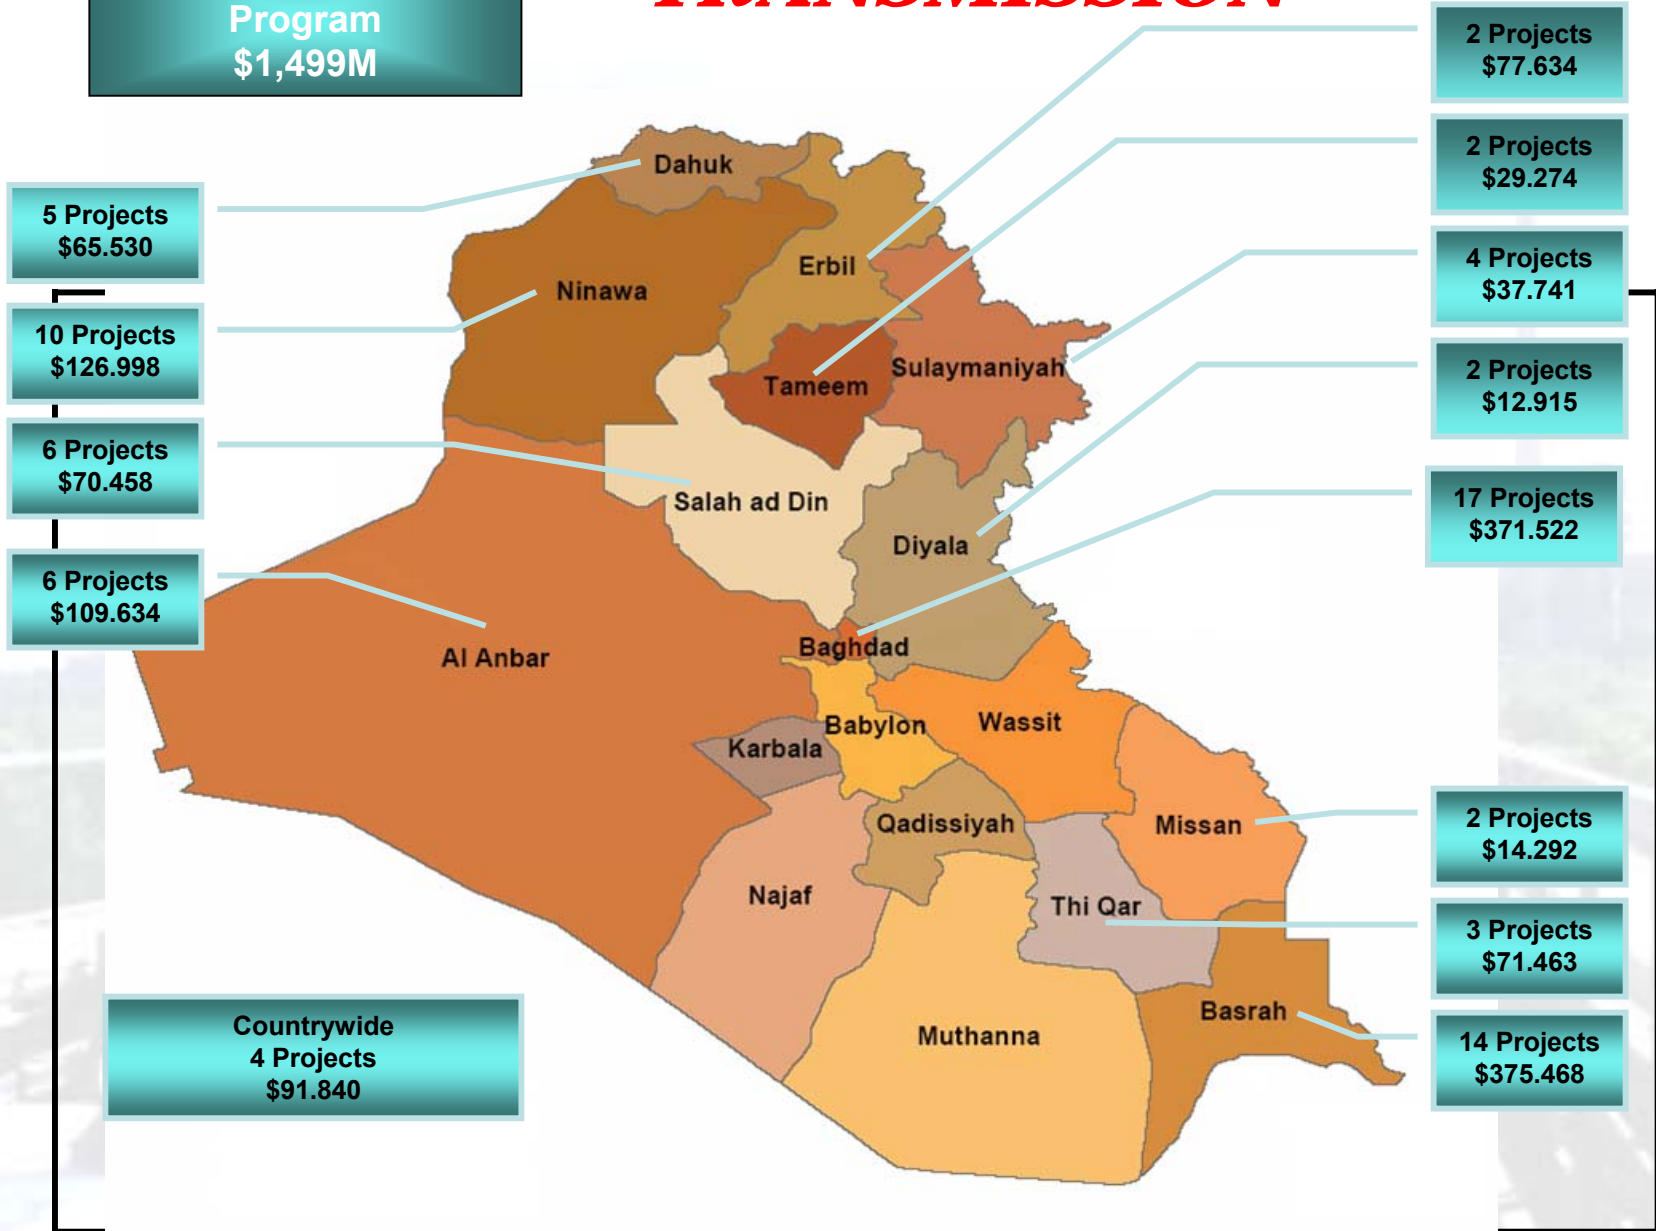 Program
$1,499M
TRANSMISSION
2 Projects
$77.634
2 Projects
$29.274
4 Projects
$37.741
2 Projects
$12.915
17 Projects
$371.522
5 Projects
$65.530
10 Projects
$126.998
6 Projects
$70.458
6 Projects
$109.634
Dahuk
Ninawa
Erbil
Tameem
Sulaymaniyah
Salah ad Din
Diyala
Baghdad
Al Anbar
Babylon
Wassit
Karbala
Qadissiyah
Missan
Najaf
Thi Qar
Basrah
Muthanna
2 Projects
$14.292
3 Projects
$71.463
14 Projects
$375.468
Countrywide
4 Projects
$91.840